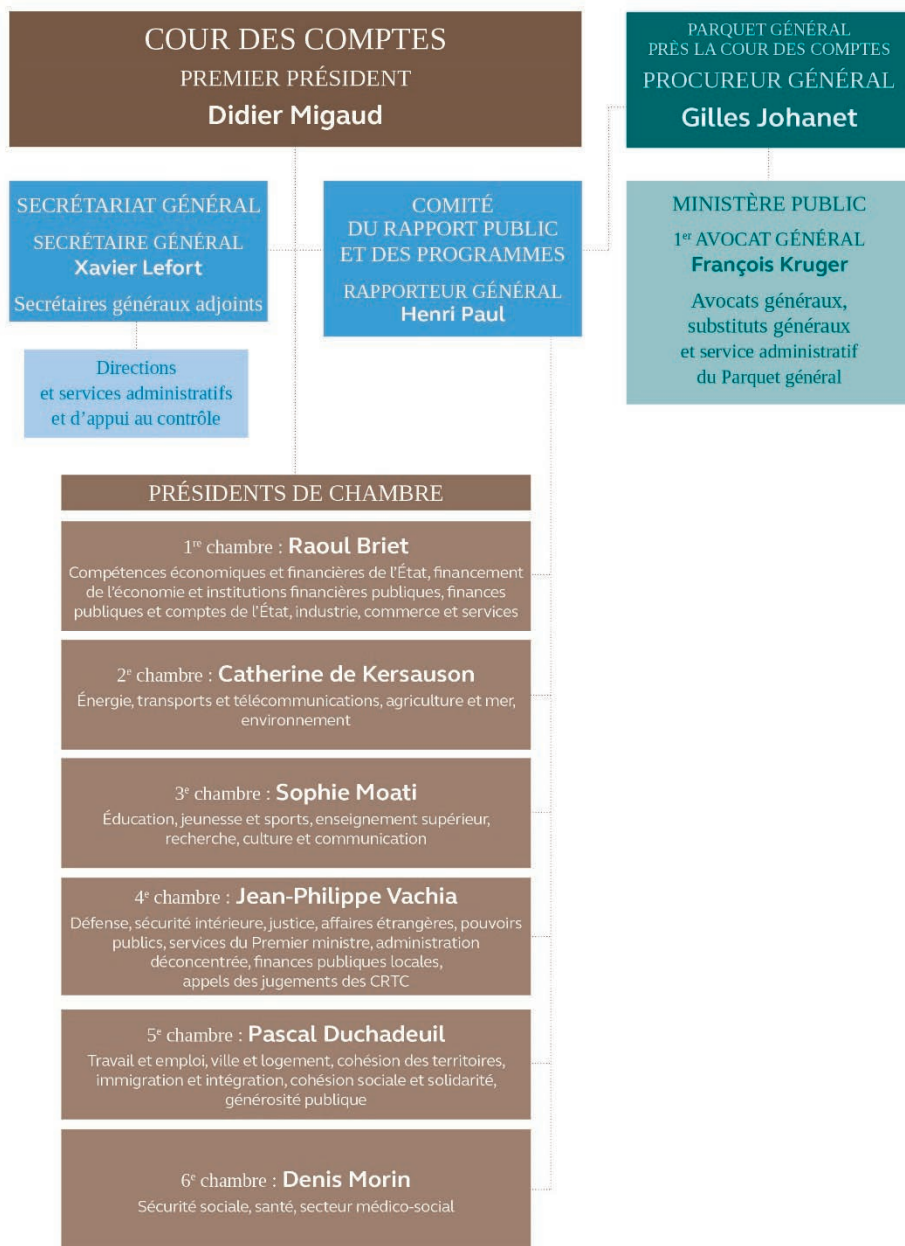 COUR DES COMPTES
PREMIER PRÉSIDENT
Didier Migaud
PARQUET GÉNÉRAL
PRÈS LA COUR DES COMPTES
PROCUREUR GÉNÉRAL
Gilles Johanet
SECRÉTARIAT GÉNÉRAL
SECRÉTAIRE GÉNÉRAL
Xavier Lefort
Secrétaires généraux adjoints
Directions
et services administratifs
et d'appui au contrôle
COMITÉ
DU RAPPORT PUBLIC
ET DES PROGRAMMES
RAPPORTEUR GÉNÉRAL
Henri Paul
MINISTÈRE PUBLIC
1er AVOCAT GÉNÉRAL
François Kruger
Avocats généraux,
substituts généraux
et service administratif
du Parquet général
PRÉSIDENTS DE CHAMBRE
1re chambre : Raoul Briet
Compétences économiques et financières de l'État, financement
de l'économie et institutions financières publiques, finances
publiques et comptes de l'État, industrie, commerce et services
2e chambre : Catherine de Kersauson
Énergie, transports et télécommunications, agriculture et mer,
environnement
3e chambre : Sophie Moati
Éducation, jeunesse et sports, enseignement supérieur,
recherche, culture et communication
4e chambre : Jean-Philippe Vachia
Défense, sécurité intérieure, justice, affaires étrangères, pouvoirs
publics, services du Premier ministre, administration
déconcentrée, finances publiques locales,
appels des jugements des CRTC
5e chambre : Pascal Duchadeuil
Travail et emploi, ville et logement, cohésion des territoires,
immigration et intégration, cohésion sociale et solidarité,
générosité publique
6e chambre : Denis Morin
Sécurité sociale, santé, secteur médico-social